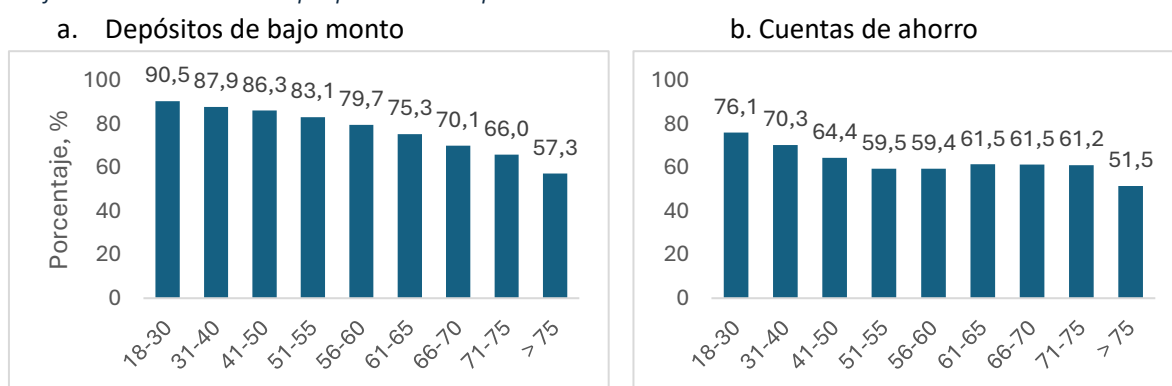 a. Depósitos de bajo monto
Porcentaje, %
100
80
60
40
20
0
90,5 87,9 86,3 83,1 79,7 75,3 70,1 66,0 57,3
18-30 31-40 41-50 51-55 56-60 61-65 66-70 71-75 > 75
b. Cuentas de ahorro
100
80
60
40
20
0
76,1 70,3 64,4 59,5 59,4 61,5 61,5 61,2 51,5
18-30 31-40 41-50 51-55 56-60 61-65 66-70 71-75 > 75